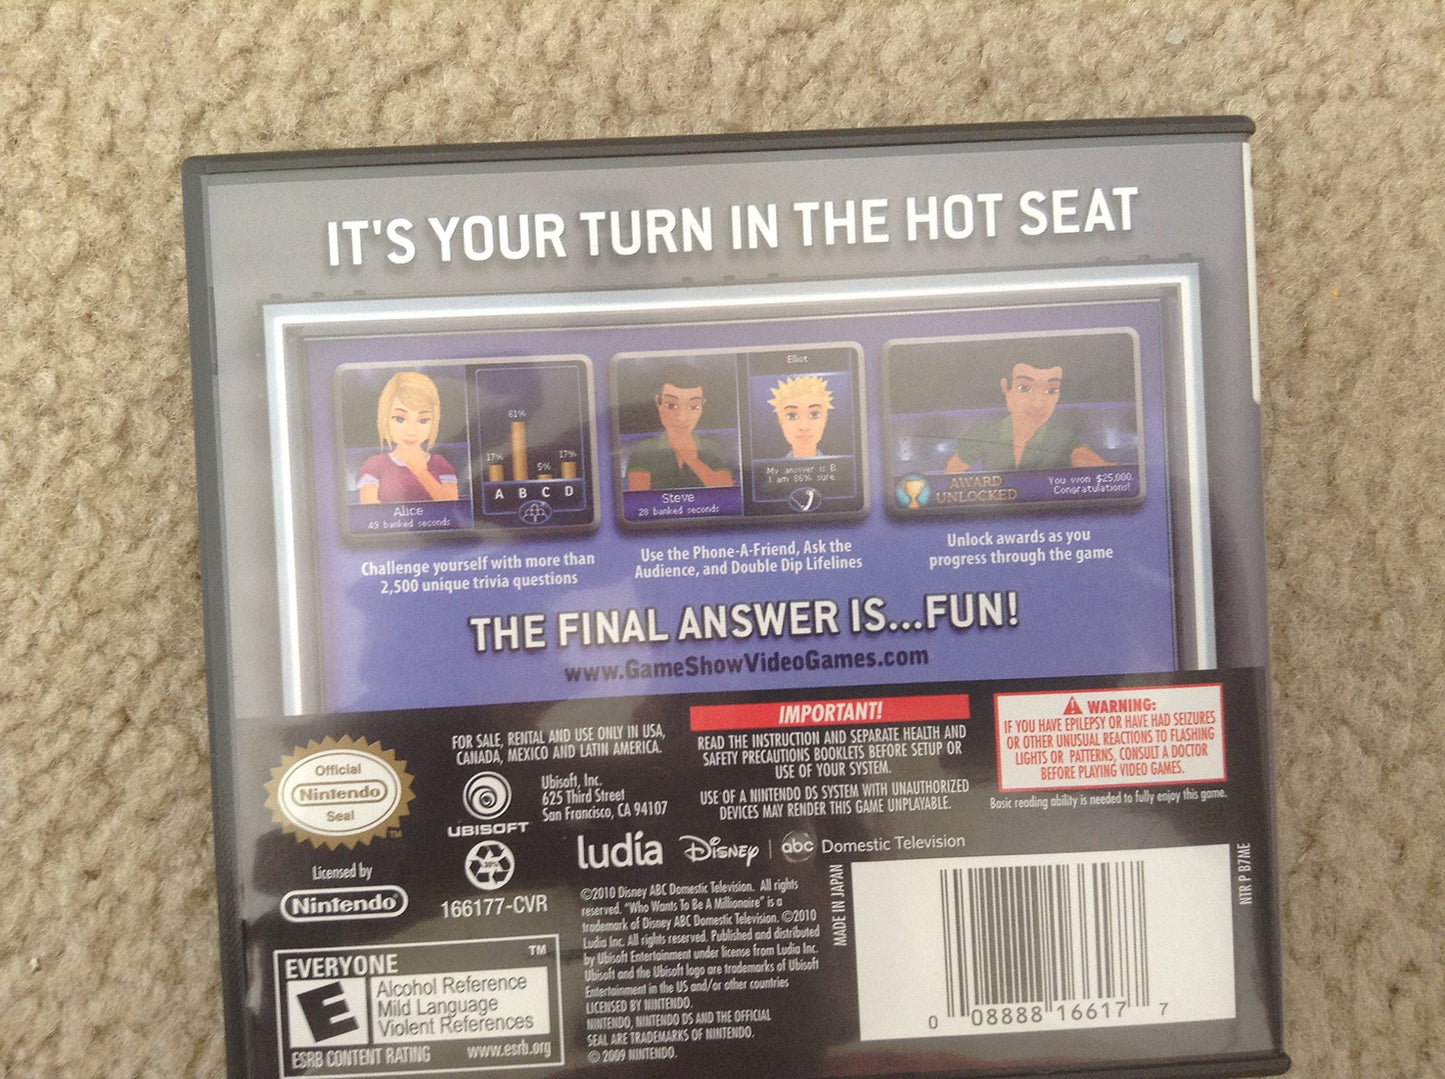 IT'S YOUR TURN IN THE HOT SEAT
61%
17%
5%
17%
A B C D
Alice
49 banked seconds
Elliot
My answer is B.
I am 86% sure.
Steve
28 banked seconds
AWARD
UNLOCKED
You won $25,000.
Congratulations!
Challenge yourself with more than
2,500 unique trivia questions
Use the Phone-A-Friend, Ask the
Audience, and Double Dip Lifelines
Unlock awards as you
progress through the game
THE FINAL ANSWER IS...FUN!
www.GameShowVideoGames.com
Official
Nintendo
Seal
TM
Licensed by
Nintendo®
FOR SALE, RENTAL AND USE ONLY IN USA,
CANADA, MEXICO AND LATIN AMERICA.
UBISOFT
Ubisoft, Inc.
625 Third Street
San Francisco, CA 94107
166177-CVR
IMPORTANT!
READ THE INSTRUCTION AND SEPARATE HEALTH AND
SAFETY PRECAUTIONS BOOKLETS BEFORE SETUP OR
USE OF YOUR SYSTEM.
USE OF A NINTENDO DS SYSTEM WITH UNAUTHORIZED
DEVICES MAY RENDER THIS GAME UNPLAYABLE.
WARNING:
IF YOU HAVE EPILEPSY OR HAVE HAD SEIZURES
OR OTHER UNUSUAL REACTIONS TO FLASHING
LIGHTS OR PATTERNS, CONSULT A DOCTOR
BEFORE PLAYING VIDEO GAMES.
Basic reading ability is needed to fully enjoy this game.
ludia Disney | abc Domestic Television
©2010 Disney ABC Domestic Television. All rights
reserved. "Who Wants To Be A Millionaire" is a
trademark of Disney ABC Domestic Television. ©2010
Ludia Inc. All rights reserved. Published and distributed
by Ubisoft Entertainment under license from Ludia Inc.
Ubisoft and the Ubisoft logo are trademarks of Ubisoft
Entertainment in the US and/or other countries
LICENSED BY NINTENDO.
NINTENDO, NINTENDO DS AND THE OFFICIAL
SEAL ARE TRADEMARKS OF NINTENDO.
© 2009 NINTENDO.
MADE IN JAPAN
NTR P B7ME
0 08888 16617 7
EVERYONE
TM
E
Alcohol Reference
Mild Language
Violent References
ESRB CONTENT RATING www.esrb.org